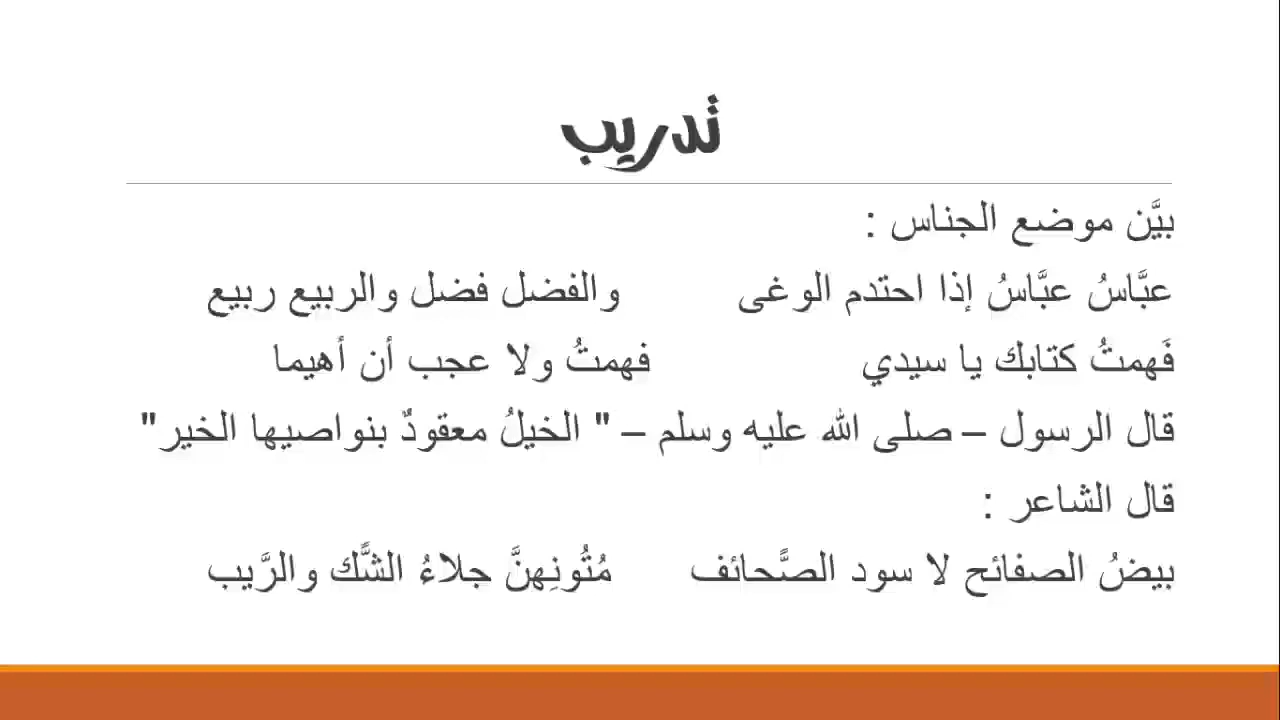 تدريب
بيَّن موضع الجناس :
عبَّاسُ عبَّاسُ إذا احتدم الوغى والفضل فضل والربيع ربيع
فَهمتُ كتابك يا سيدي فهمتُ ولا عجب أن أهيما
قال الرسول – صلى الله عليه وسلم – " الخيلُ معقودٌ بنواصيها الخير"
قال الشاعر :
بيضُ الصفائح لا سود الصَّحائف مُتُونِهنَّ جلاءُ الشَّك والرَّيب